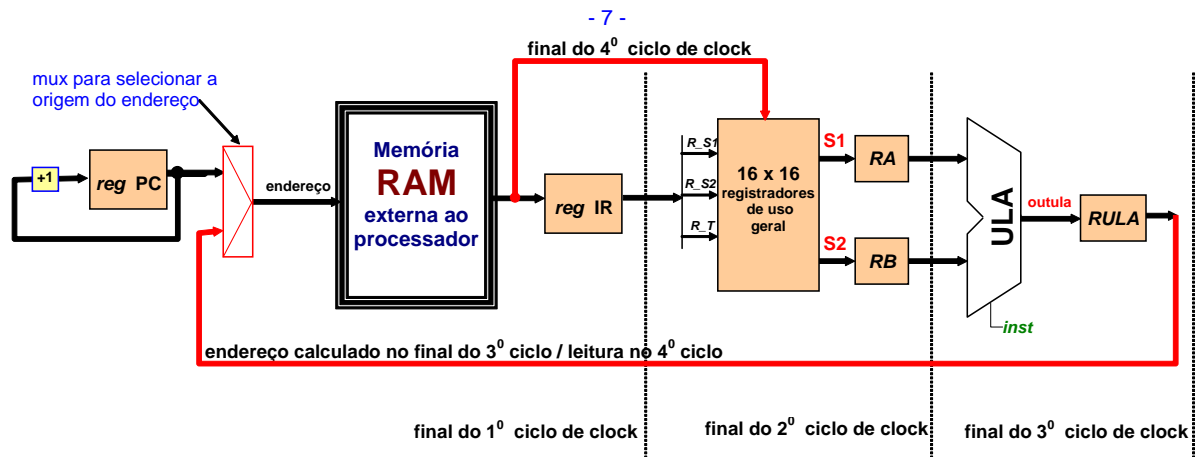 - 7 -
final do 4⁰ ciclo de clock
mux para selecionar a
origem do endereço
+1
reg PC
endereço
Memória
RAM
externa ao
processador
reg IR
R_S1
R_S2
R_T
16 x 16
registradores
de uso
geral
S1
S2
RA
RB
ULA
inst
outula
RULA
endereço calculado no final do 3⁰ ciclo / leitura no 4⁰ ciclo
final do 1⁰ ciclo de clock
final do 2⁰ ciclo de clock
final do 3⁰ ciclo de clock